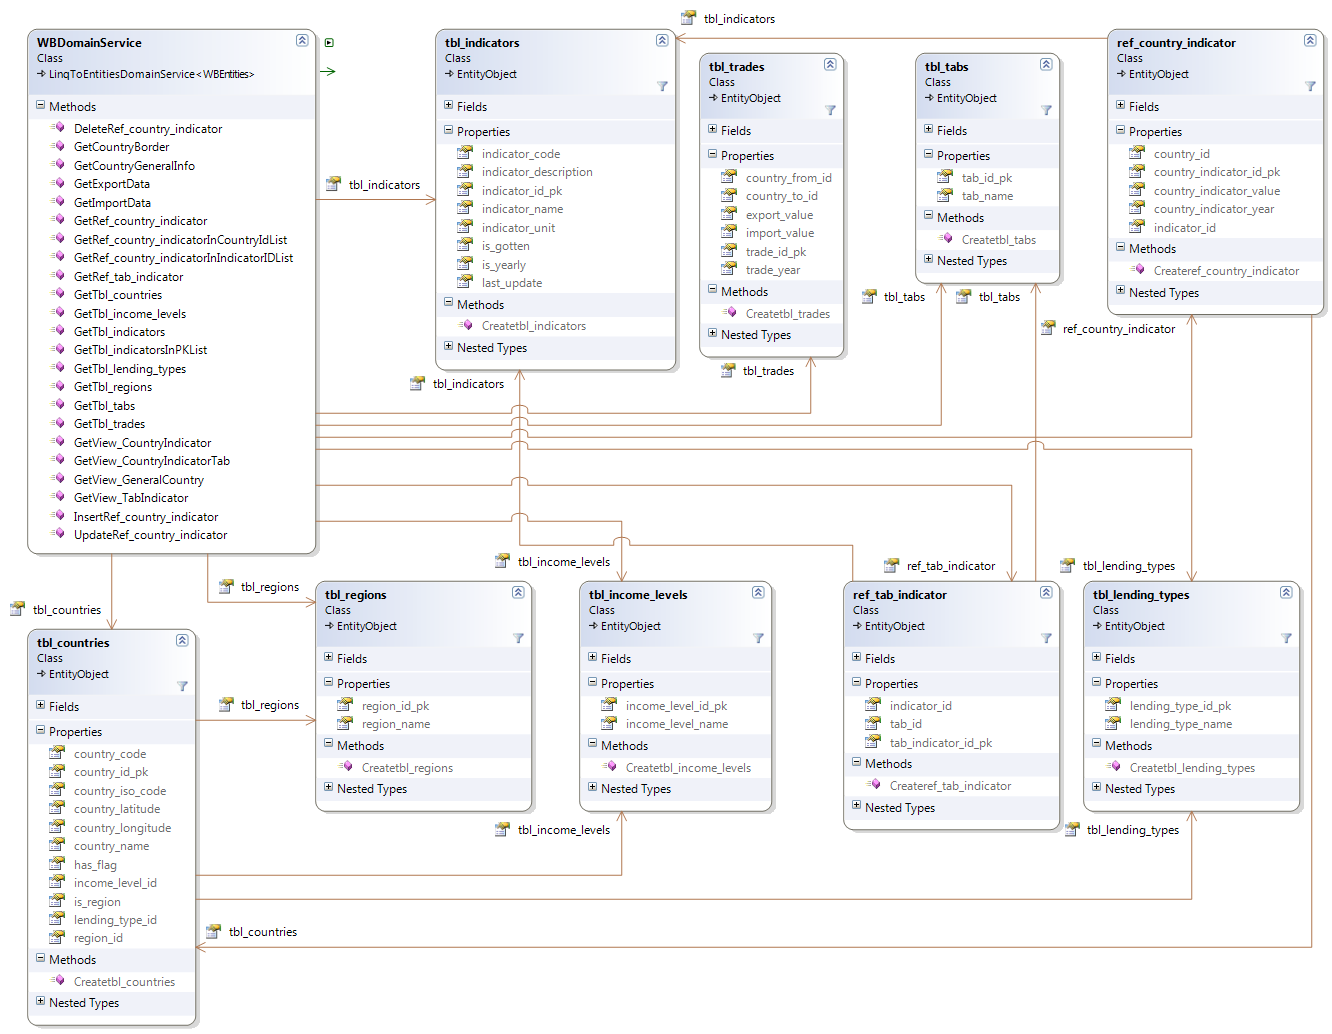 tbl_indicators
WBDomainService
Class
LinqToEntitiesDomainService<WBEntities>
Methods
DeleteRef_country_indicator
GetCountryBorder
GetCountryGeneralInfo
GetExportData
GetImportData
GetRef_country_indicator
GetRef_country_indicatorInCountryIdList
GetRef_country_indicatorInIndicatorIDList
GetRef_tab_indicator
GetTbl_countries
GetTbl_income_levels
GetTbl_indicators
GetTbl_indicatorsInPKList
GetTbl_lending_types
GetTbl_regions
GetTbl_tabs
GetTbl_trades
GetView_CountryIndicator
GetView_CountryIndicatorTab
GetView_GeneralCountry
GetView_TabIndicator
InsertRef_country_indicator
UpdateRef_country_indicator
tbl_indicators
tbl_indicators
Class
EntityObject
Fields
Properties
indicator_code
indicator_description
indicator_id_pk
indicator_name
indicator_unit
is_gotten
is_yearly
last_update
Methods
Createtbl_indicators
Nested Types
tbl_indicators
tbl_trades
Class
EntityObject
Fields
Properties
country_from_id
country_to_id
export_value
import_value
trade_id_pk
trade_year
Methods
Createtbl_trades
Nested Types
tbl_trades
tbl_tabs
Class
EntityObject
Fields
Properties
tab_id_pk
tab_name
Methods
Createtbl_tabs
Nested Types
tbl_tabs
tbl_tabs
ref_country_indicator
Class
EntityObject
Fields
Properties
country_id
country_indicator_id_pk
country_indicator_value
country_indicator_year
indicator_id
Methods
Createref_country_indicator
Nested Types
ref_country_indicator
tbl_countries
tbl_regions
tbl_income_levels
ref_tab_indicator
tbl_lending_types
tbl_countries
Class
EntityObject
Fields
Properties
country_code
country_id_pk
country_iso_code
country_latitude
country_longitude
country_name
has_flag
income_level_id
is_region
lending_type_id
region_id
Methods
Createtbl_countries
Nested Types
tbl_regions
tbl_regions
Class
EntityObject
Fields
Properties
region_id_pk
region_name
Methods
Createtbl_regions
Nested Types
tbl_income_levels
Class
EntityObject
Fields
Properties
income_level_id_pk
income_level_name
Methods
Createtbl_income_levels
Nested Types
tbl_income_levels
ref_tab_indicator
Class
EntityObject
Fields
Properties
indicator_id
tab_id
tab_indicator_id_pk
Methods
Createref_tab_indicator
Nested Types
tbl_lending_types
Class
EntityObject
Fields
Properties
lending_type_id_pk
lending_type_name
Methods
Createtbl_lending_types
Nested Types
tbl_lending_types
tbl_countries